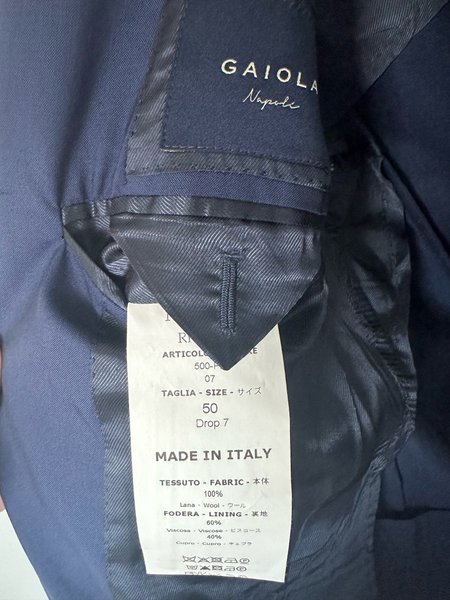 GAIOLA
Napoli
500-
07
TAGLIA - SIZE - サイズ
50
Drop 7
MADE IN ITALY
TESSUTO - FABRIC - 本体
100%
Lana - Wool - ウール
FODERA - LINING - 裏地
60%
Viscosa - Viscose - ビスコース
40%
Cupro - Cupro - キュプラ